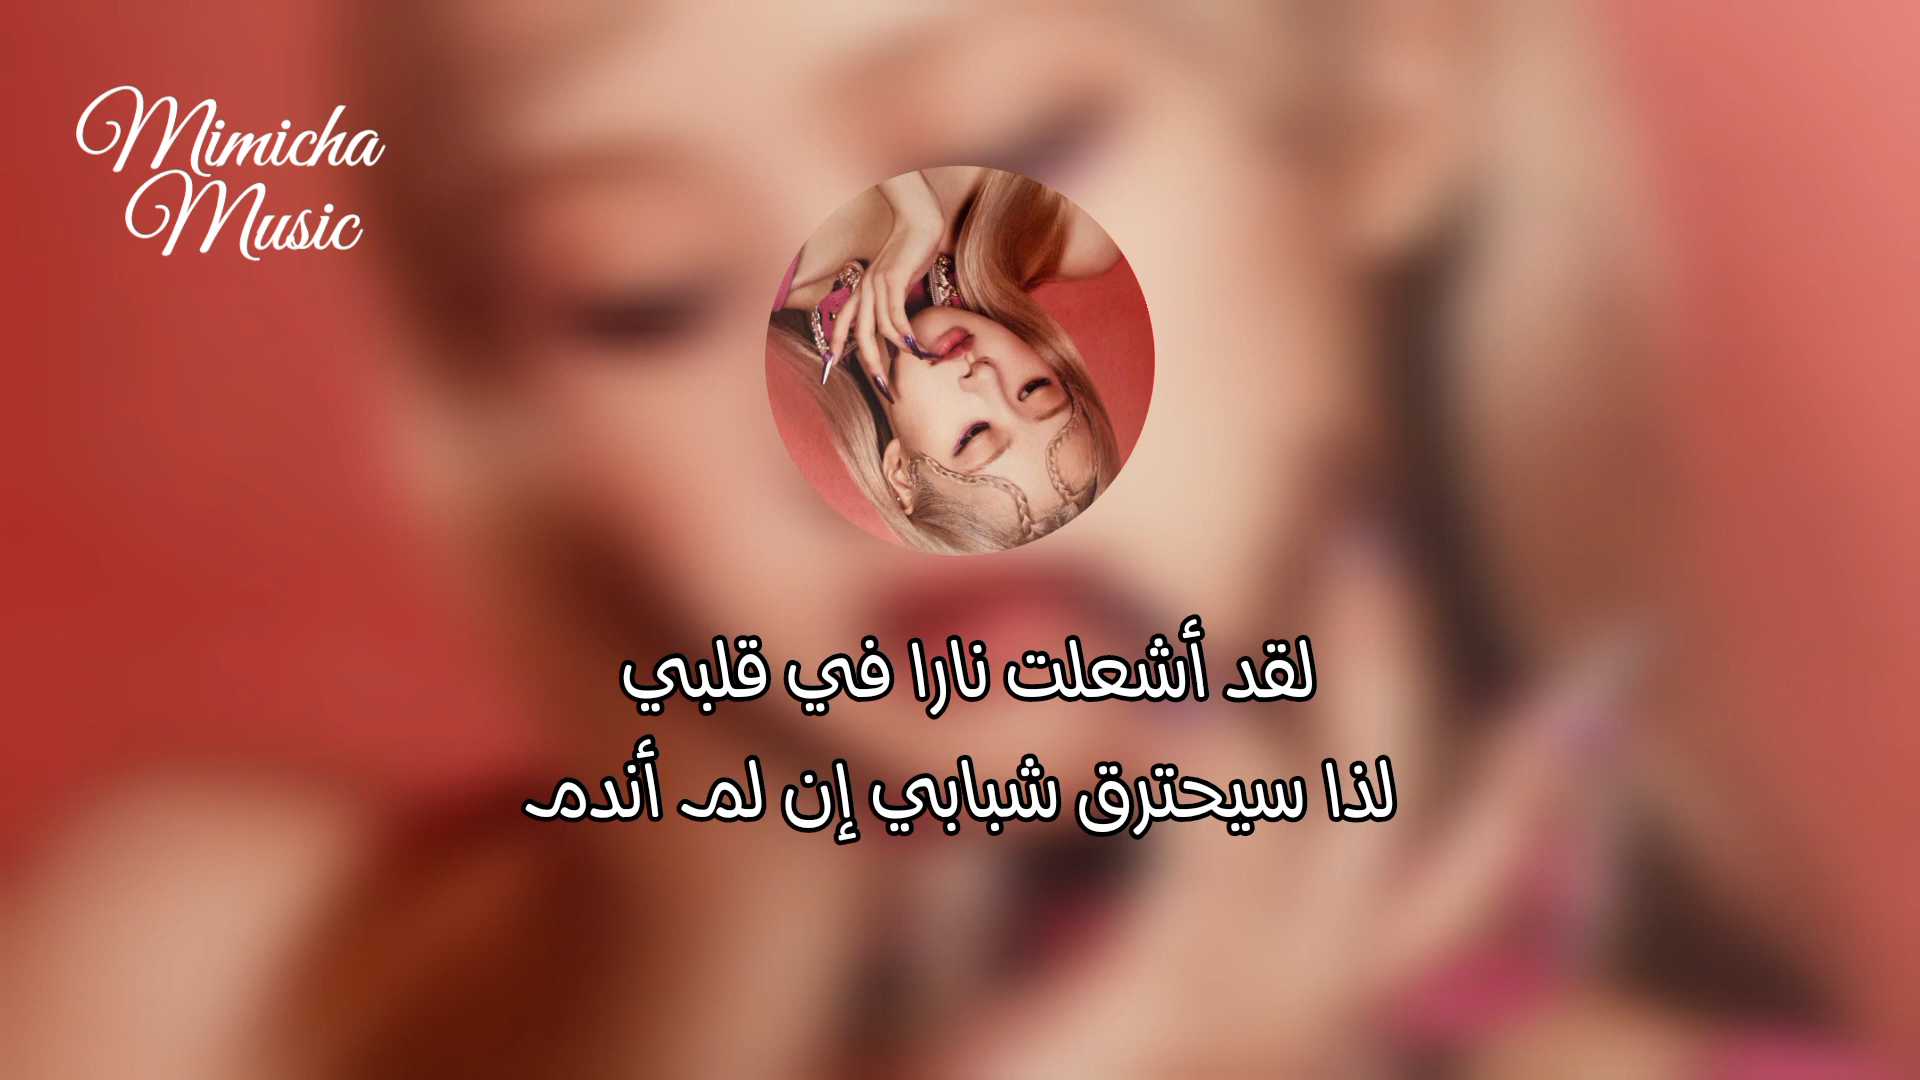 Mimicha
Music
لقد أشعلت نارا في قلبي
لذا سيحترق شبابي إن لم أندم